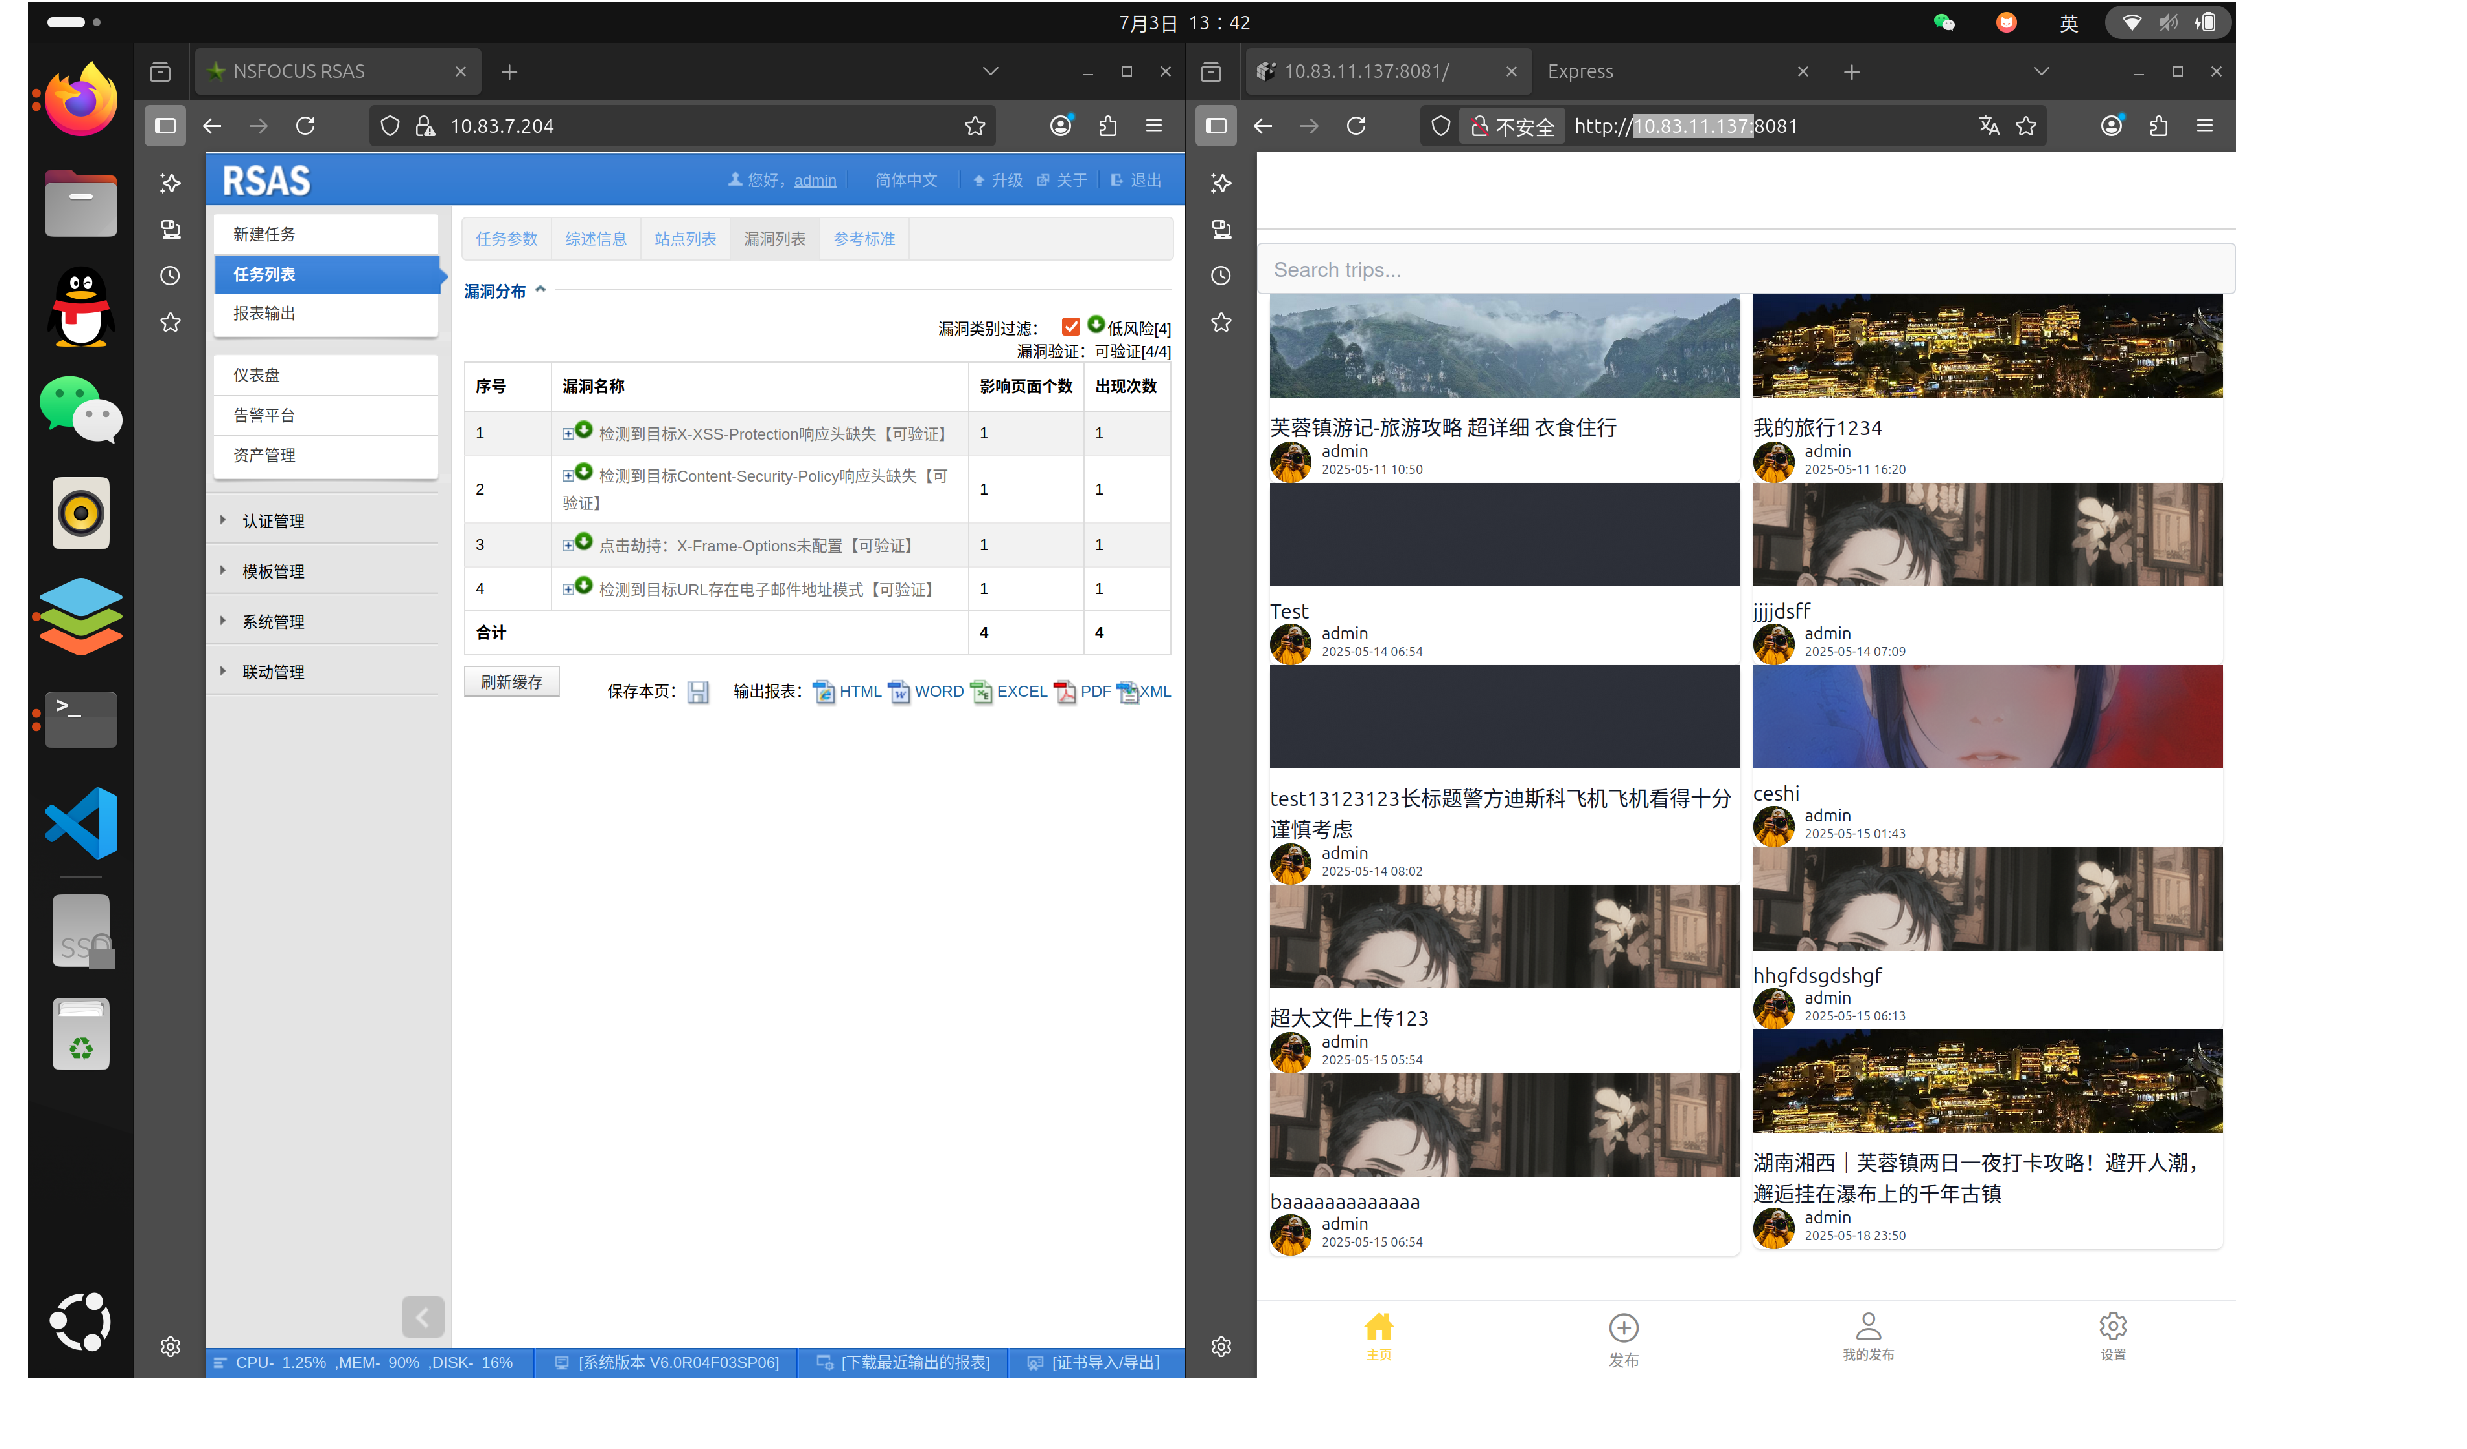 7月3日 13：42
英
NSFOCUS RSAS
10.83.7.204
RSAS
您好，admin
简体中文
升级
关于
退出
新建任务
任务列表
报表输出
仪表盘
告警平台
资产管理
认证管理
模板管理
系统管理
联动管理
任务参数 综述信息 站点列表 漏洞列表 参考标准
漏洞分布
漏洞类别过滤： 低风险[4]
漏洞验证：可验证[4/4]
序号 漏洞名称 影响页面个数 出现次数
1 检测到目标X-XSS-Protection响应头缺失【可验证】 1 1
2 检测到目标Content-Security-Policy响应头缺失【可
验证】 1 1
3 点击劫持：X-Frame-Options未配置【可验证】 1 1
4 检测到目标URL存在电子邮件地址模式【可验证】 1 1
合计 4 4
刷新缓存 保存本页： 输出报表： HTML WORD EXCEL PDF XML
CPU- 1.25% ,MEM- 90% ,DISK- 16% [系统版本 V6.0R04F03SP06] [下载最近输出的报表] [证书导入/导出]
10.83.11.137:8081/
Express
不安全 http://10.83.11.137:8081
Search trips...
芙蓉镇游记-旅游攻略 超详细 衣食住行
admin
2025-05-11 10:50
我的旅行1234
admin
2025-05-11 16:20
Test
admin
2025-05-14 06:54
jjjjdsff
admin
2025-05-14 07:09
test13123123长标题警方迪斯科飞机飞机看得十分
谨慎考虑
admin
2025-05-14 08:02
ceshi
admin
2025-05-15 01:43
超大文件上传123
admin
2025-05-15 05:54
hhgfdsgdshgf
admin
2025-05-15 06:13
baaaaaaaaaaaaa
admin
2025-05-15 06:54
湖南湘西｜芙蓉镇两日一夜打卡攻略！避开人潮，
邂逅挂在瀑布上的千年古镇
admin
2025-05-18 23:50
主页
发布
我的发布
设置